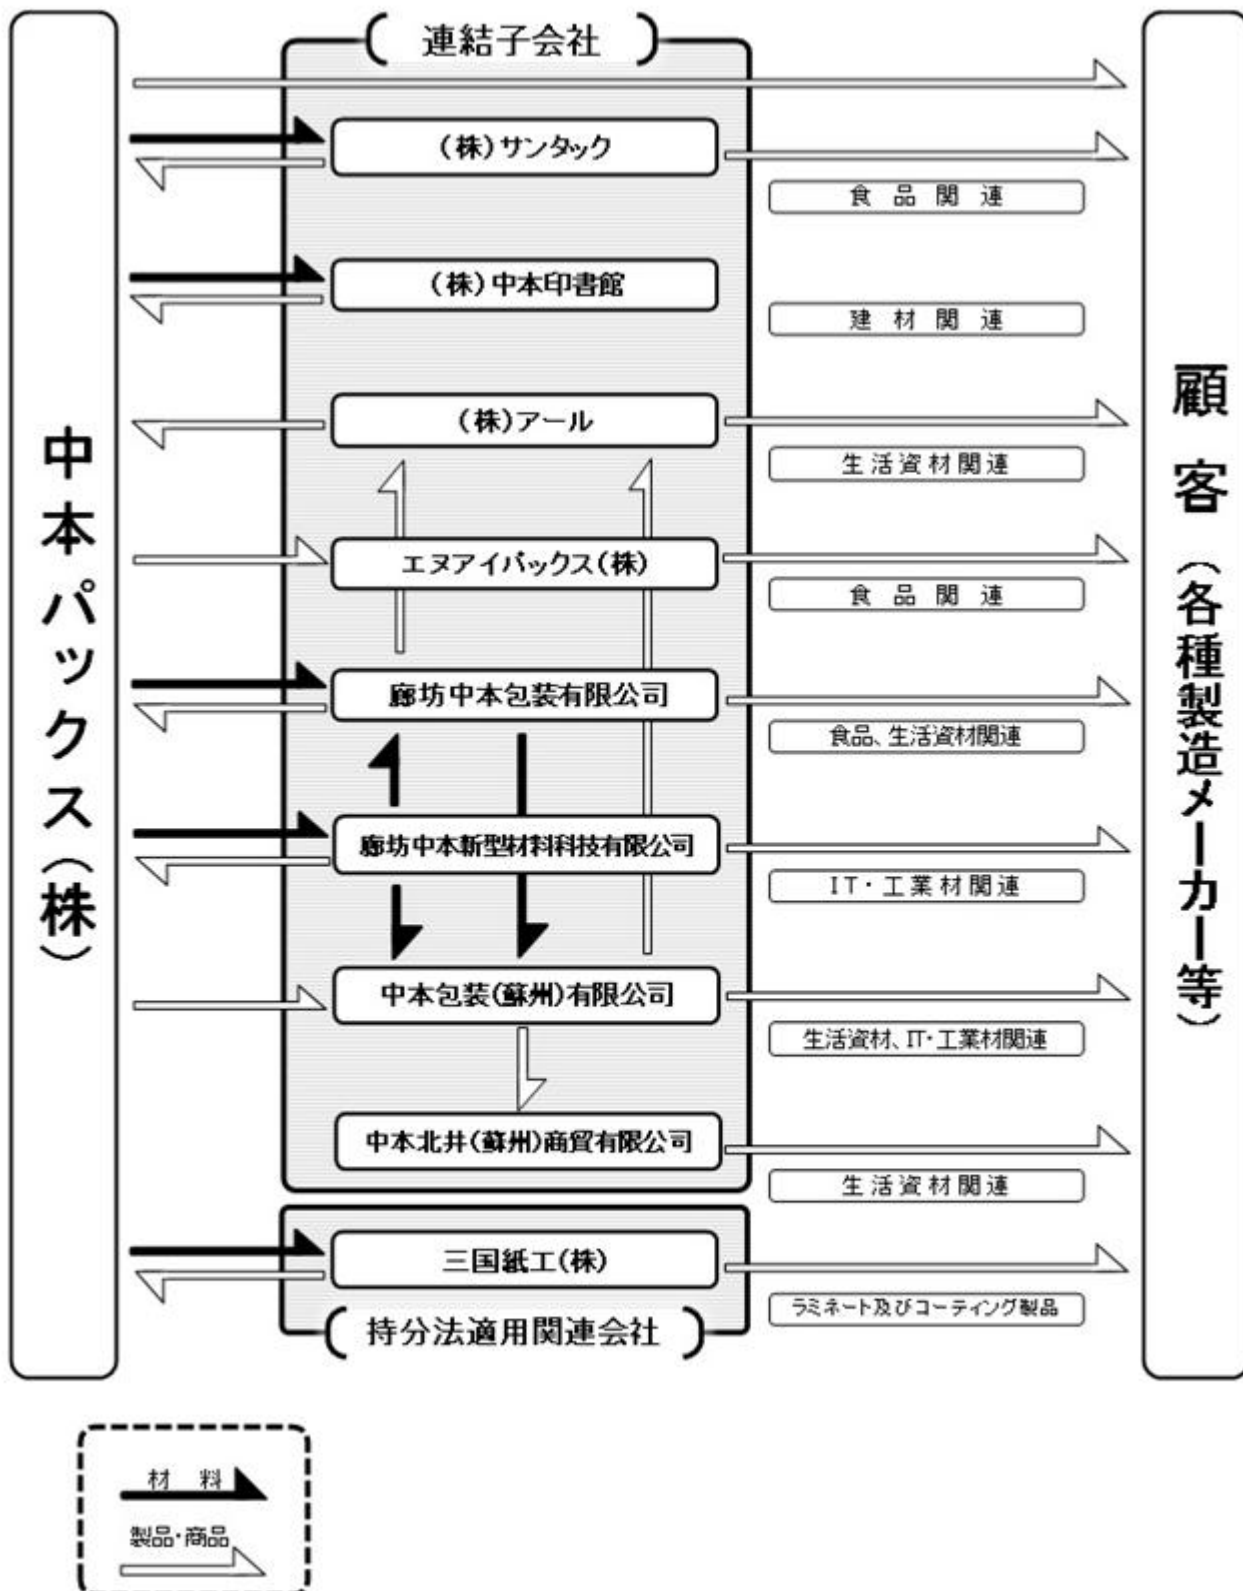 連結子会社
中本パックス(株)
(株)サンタック
食品関連
(株)中本印書館
建材関連
(株)アール
生活資材関連
エヌアイパックス(株)
食品関連
廊坊中本包装有限公司
食品、生活資材関連
廊坊中本新型材料科技有限公司
IT・工業材関連
中本包装(蘇州)有限公司
生活資材、IT・工業材関連
中本北井(蘇州)商貿有限公司
生活資材関連
三国紙工(株)
ラミネート及びコーティング製品
持分法適用関連会社
顧客(各種製造メーカー等)
材料
製品・商品